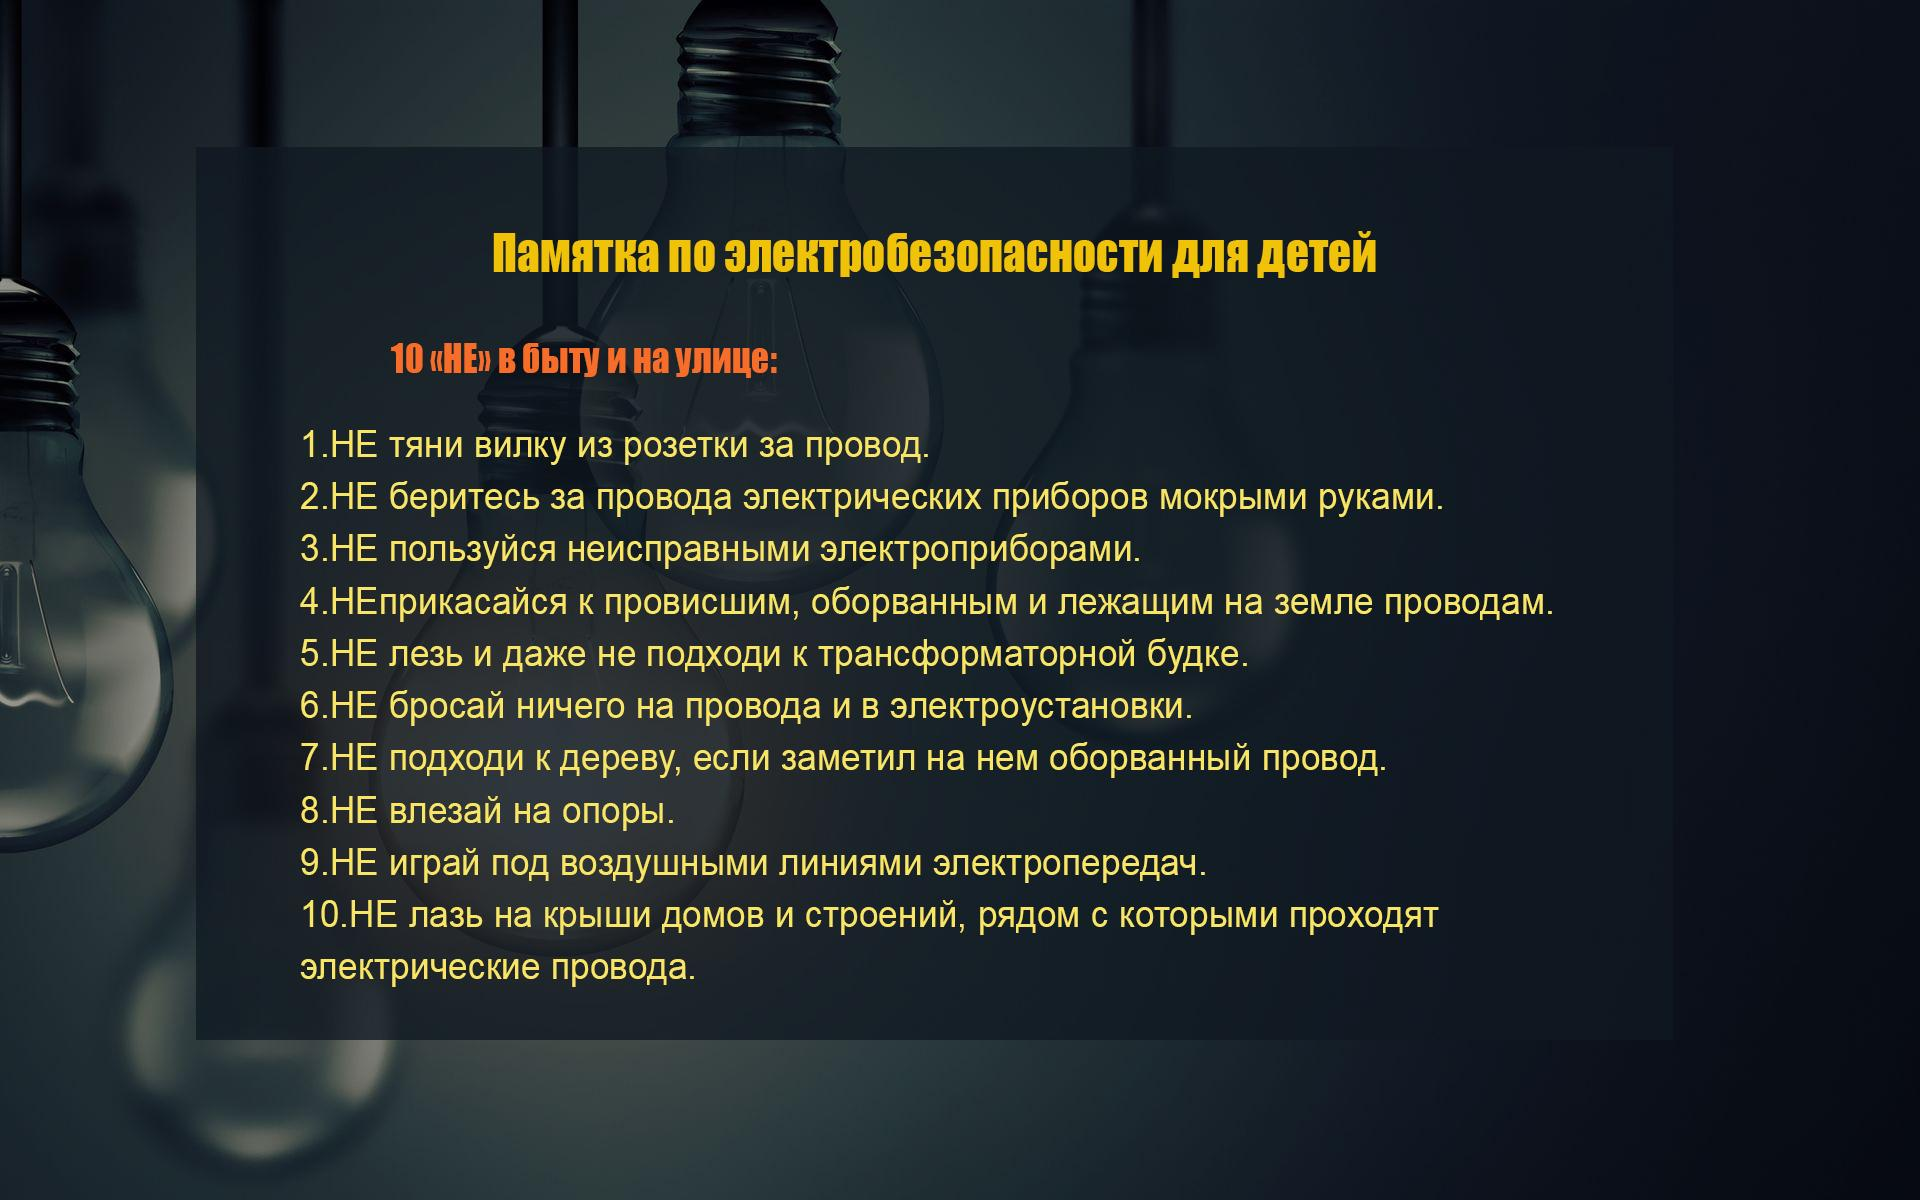 Памятка по электробезопасности для детей
10 «НЕ» в быту и на улице:
1.НЕ тяни вилку из розетки за провод.
2.НЕ беритесь за провода электрических приборов мокрыми руками.
3.НЕ пользуйся неисправными электроприборами.
4.НЕприкасайся к провисшим, оборванным и лежащим на земле проводам.
5.НЕ лезь и даже не подходи к трансформаторной будке.
6.НЕ бросай ничего на провода и в электроустановки.
7.НЕ подходи к дереву, если заметил на нем оборванный провод.
8.НЕ влезай на опоры.
9.НЕ играй под воздушными линиями электропередач.
10.НЕ лазь на крыши домов и строений, рядом с которыми проходят
электрические провода.